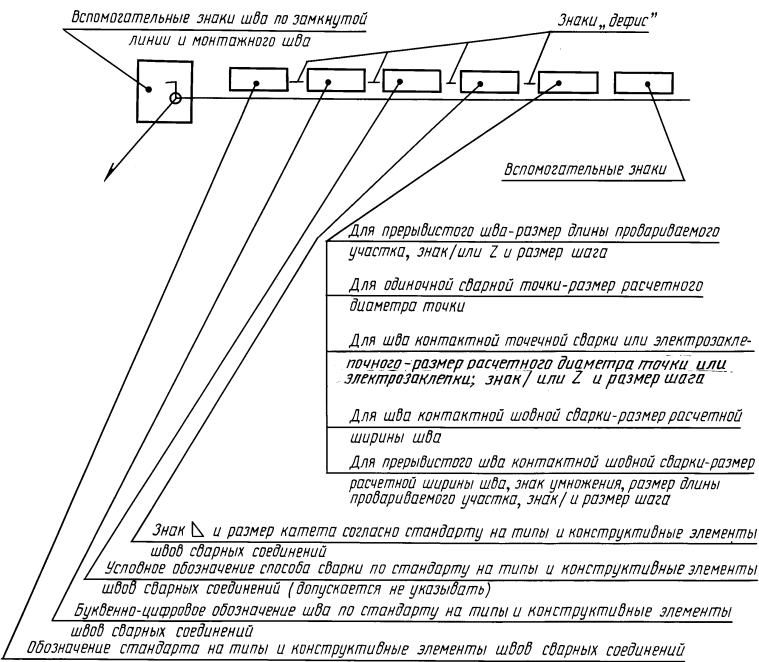 Вспомогательные знаки шва по замкнутой
линии и монтажного шва
Знаки „дефис”
Вспомогательные знаки
Для прерывистого шва-размер длины провариваемого
участка, знак/или Z и размер шага
Для одиночной сварной точки-размер расчетного
диаметра точки
Для шва контактной точечной сварки или электрозакле-
почного-размер расчетного диаметра точки или
электрозаклепки; знак/ или Z и размер шага
Для шва контактной шовной сварки-размер расчетной
ширины шва
Для прерывистого шва контактной шовной сварки-размер
расчетной ширины шва, знак умножения, размер длины
провариваемого участка, знак/ и размер шага
Знак ◺ и размер катета согласно стандарту на типы и конструктивные элементы
швов сварных соединений
Условное обозначение способа сварки по стандарту на типы и конструктивные элементы
швов сварных соединений (допускается не указывать)
Буквенно-цифровое обозначение шва по стандарту на типы и конструктивные элементы
швов сварных соединений
Обозначение стандарта на типы и конструктивные элементы швов сварных соединений